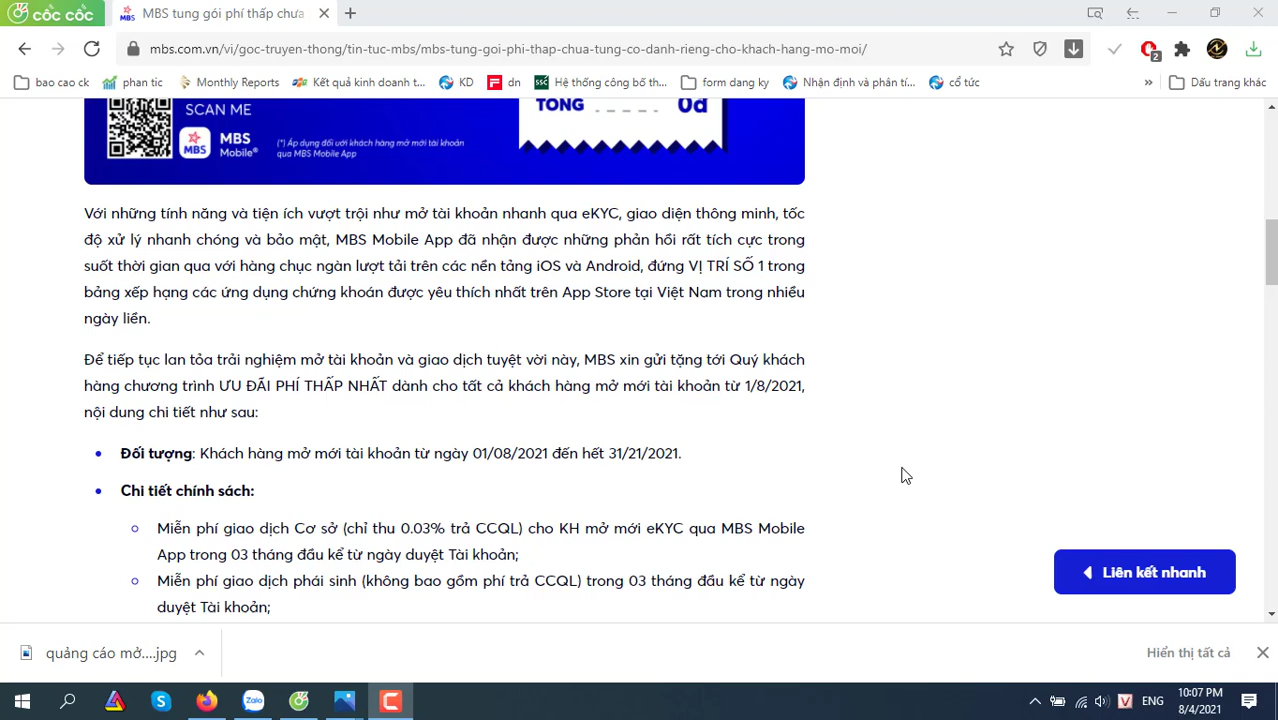 cốc cốc
MBS tung gói phí thấp chưa
mbs.com.vn/vi/goc-truyen-thong/tin-tuc-mbs/mbs-tung-goi-phi-thap-chua-tung-co-danh-rieng-cho-khach-hang-mo-moi/
2
bao cao ck
phan tic
Monthly Reports
Kết quả kinh doanh t...
KD
dn
SSC
Hệ thống công bố th...
form dang ky
Nhận định và phân tí...
cổ tức
»
Dấu trang khác
SCAN ME
MBS
MBS
Mobile®
(*) Áp dụng đối với khách hàng mở mới tài khoản
qua MBS Mobile App
TỔNG
0đ
Với những tính năng và tiện ích vượt trội như mở tài khoản nhanh qua eKYC, giao diện thông minh, tốc
độ xử lý nhanh chóng và bảo mật, MBS Mobile App đã nhận được những phản hồi rất tích cực trong
suốt thời gian qua với hàng chục ngàn lượt tải trên các nền tảng iOS và Android, đứng VỊ TRÍ SỐ 1 trong
bảng xếp hạng các ứng dụng chứng khoán được yêu thích nhất trên App Store tại Việt Nam trong nhiều
ngày liền.
Để tiếp tục lan tỏa trải nghiệm mở tài khoản và giao dịch tuyệt vời này, MBS xin gửi tặng tới Quý khách
hàng chương trình ƯU ĐÃI PHÍ THẤP NHẤT dành cho tất cả khách hàng mở mới tài khoản từ 1/8/2021,
nội dung chi tiết như sau:
• Đối tượng: Khách hàng mở mới tài khoản từ ngày 01/08/2021 đến hết 31/21/2021.
• Chi tiết chính sách:
Miễn phí giao dịch Cơ sở (chỉ thu 0.03% trả CCQL) cho KH mở mới eKYC qua MBS Mobile
App trong 03 tháng đầu kể từ ngày duyệt Tài khoản;
Miễn phí giao dịch phái sinh (không bao gồm phí trả CCQL) trong 03 tháng đầu kể từ ngày
duyệt Tài khoản;
Liên kết nhanh
quảng cáo mở....jpg
Hiển thị tất cả
Zalo
V
ENG
10:07 PM
8/4/2021